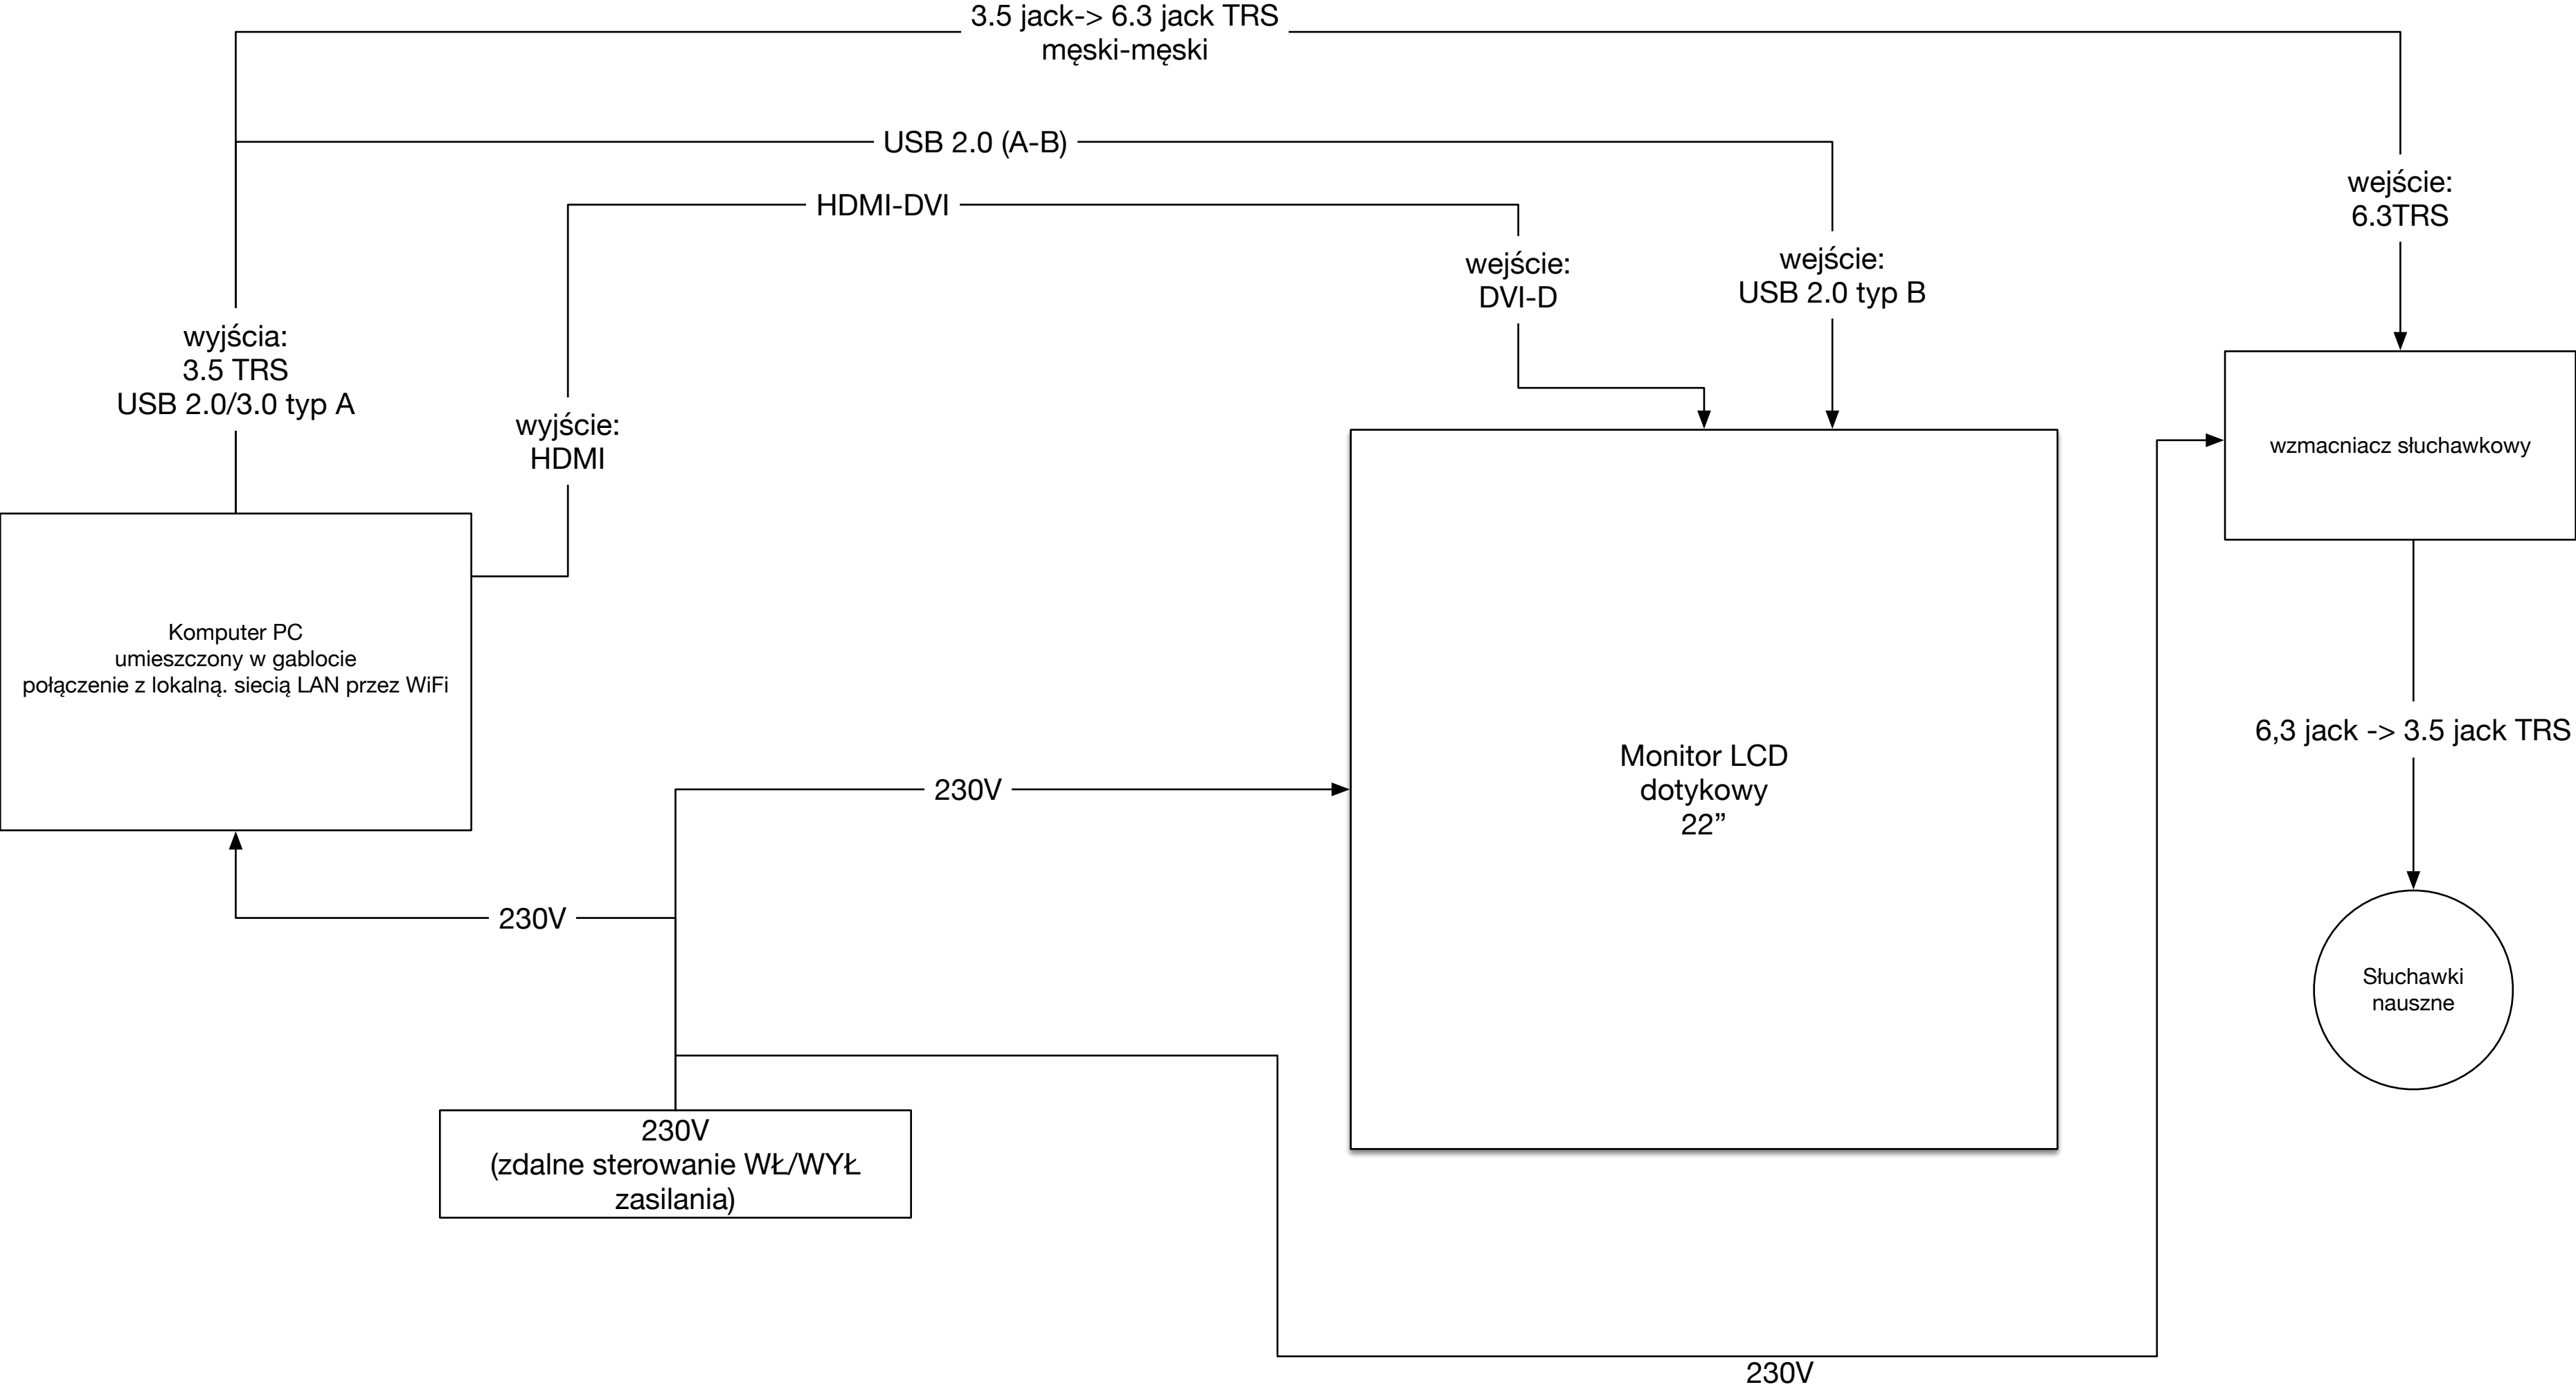 3.5 jack-> 6.3 jack TRS
męski-męski
USB 2.0 (A-B)
HDMI-DVI
wejście:
6.3TRS
wejście:
DVI-D
wejście:
USB 2.0 typ B
wyjścia:
3.5 TRS
USB 2.0/3.0 typ A
wyjście:
HDMI
wzmacniacz słuchawkowy
Komputer PC
umieszczony w gablocie
połączenie z lokalną. siecią LAN przez WiFi
6,3 jack -> 3.5 jack TRS
Monitor LCD
dotykowy
22”
230V
230V
Słuchawki
nauszne
230V
(zdalne sterowanie WŁ/WYŁ
zasilania)
230V